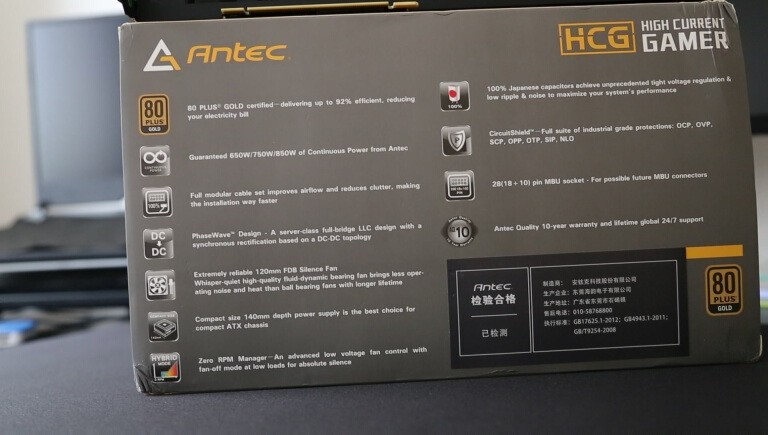 Antec
HCG HIGH CURRENT
GAMER
80
PLUS
GOLD
80 PLUS® GOLD certified—delivering up to 92% efficient, reducing
your electricity bill
Guaranteed 650W/750W/850W of Continuous Power from Antec
100%
Full modular cable set improves airflow and reduces clutter, making
the installation way faster
DC
DC
PhaseWave™ Design - A server-class full-bridge LLC design with a
synchronous rectification based on a DC-DC topology
Extremely reliable 120mm FDB Silence Fan
Whisper-quiet high-quality fluid-dynamic bearing fan brings less oper-
ating noise and heat than ball bearing fans with longer lifetime
Compact size 140mm depth power supply is the best choice for
compact ATX chassis
HYBRID
MODE
Zero RPM Manager—An advanced low voltage fan control with
fan-off mode at low loads for absolute silence
100%
100% Japanese capacitors achieve unprecedented tight voltage regulation &
low ripple & noise to maximize your system's performance
CircuitShield™—Full suite of industrial grade protections: OCP, OVP,
SCP, OPP, OTP, SIP, NLO
28(18+10) pin MBU socket - For possible future MBU connectors
10
Antec Quality 10-year warranty and lifetime global 24/7 support
Antec
检验合格
已检测
制造商: 安钛克科技股份有限公司
生产企业: 东莞海韵电子有限公司
生产地址: 广东省东莞市石碣镇
售后电话: 010-58768800
执行标准: GB17625.1-2012; GB4943.1-2011;
GB/T9254-2008
80
PLUS
GOLD